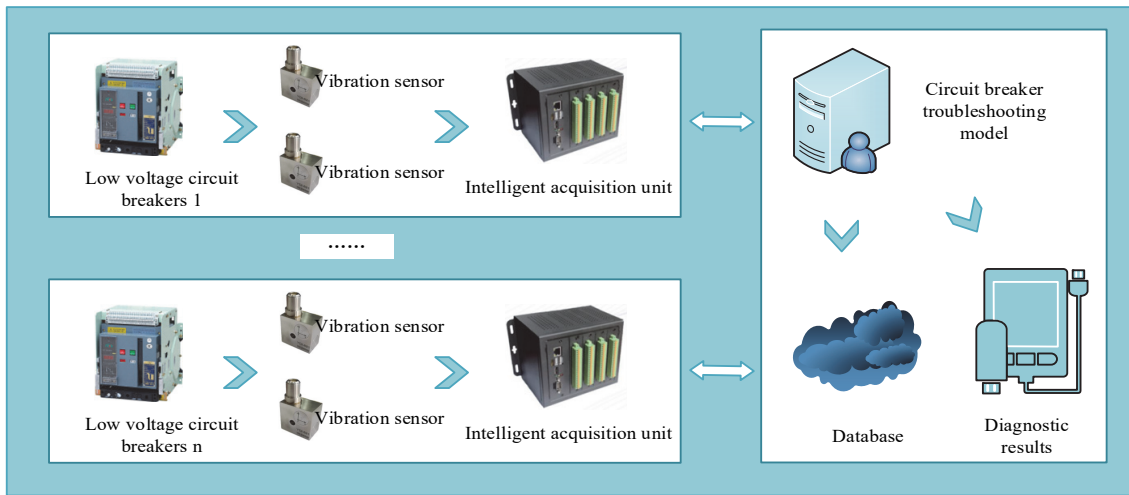 Vibration sensor
Vibration sensor
Low voltage circuit
breakers 1
Intelligent acquisition unit
......
Vibration sensor
Vibration sensor
Low voltage circuit
breakers n
Intelligent acquisition unit
Circuit breaker
troubleshooting
model
Database
Diagnostic
results